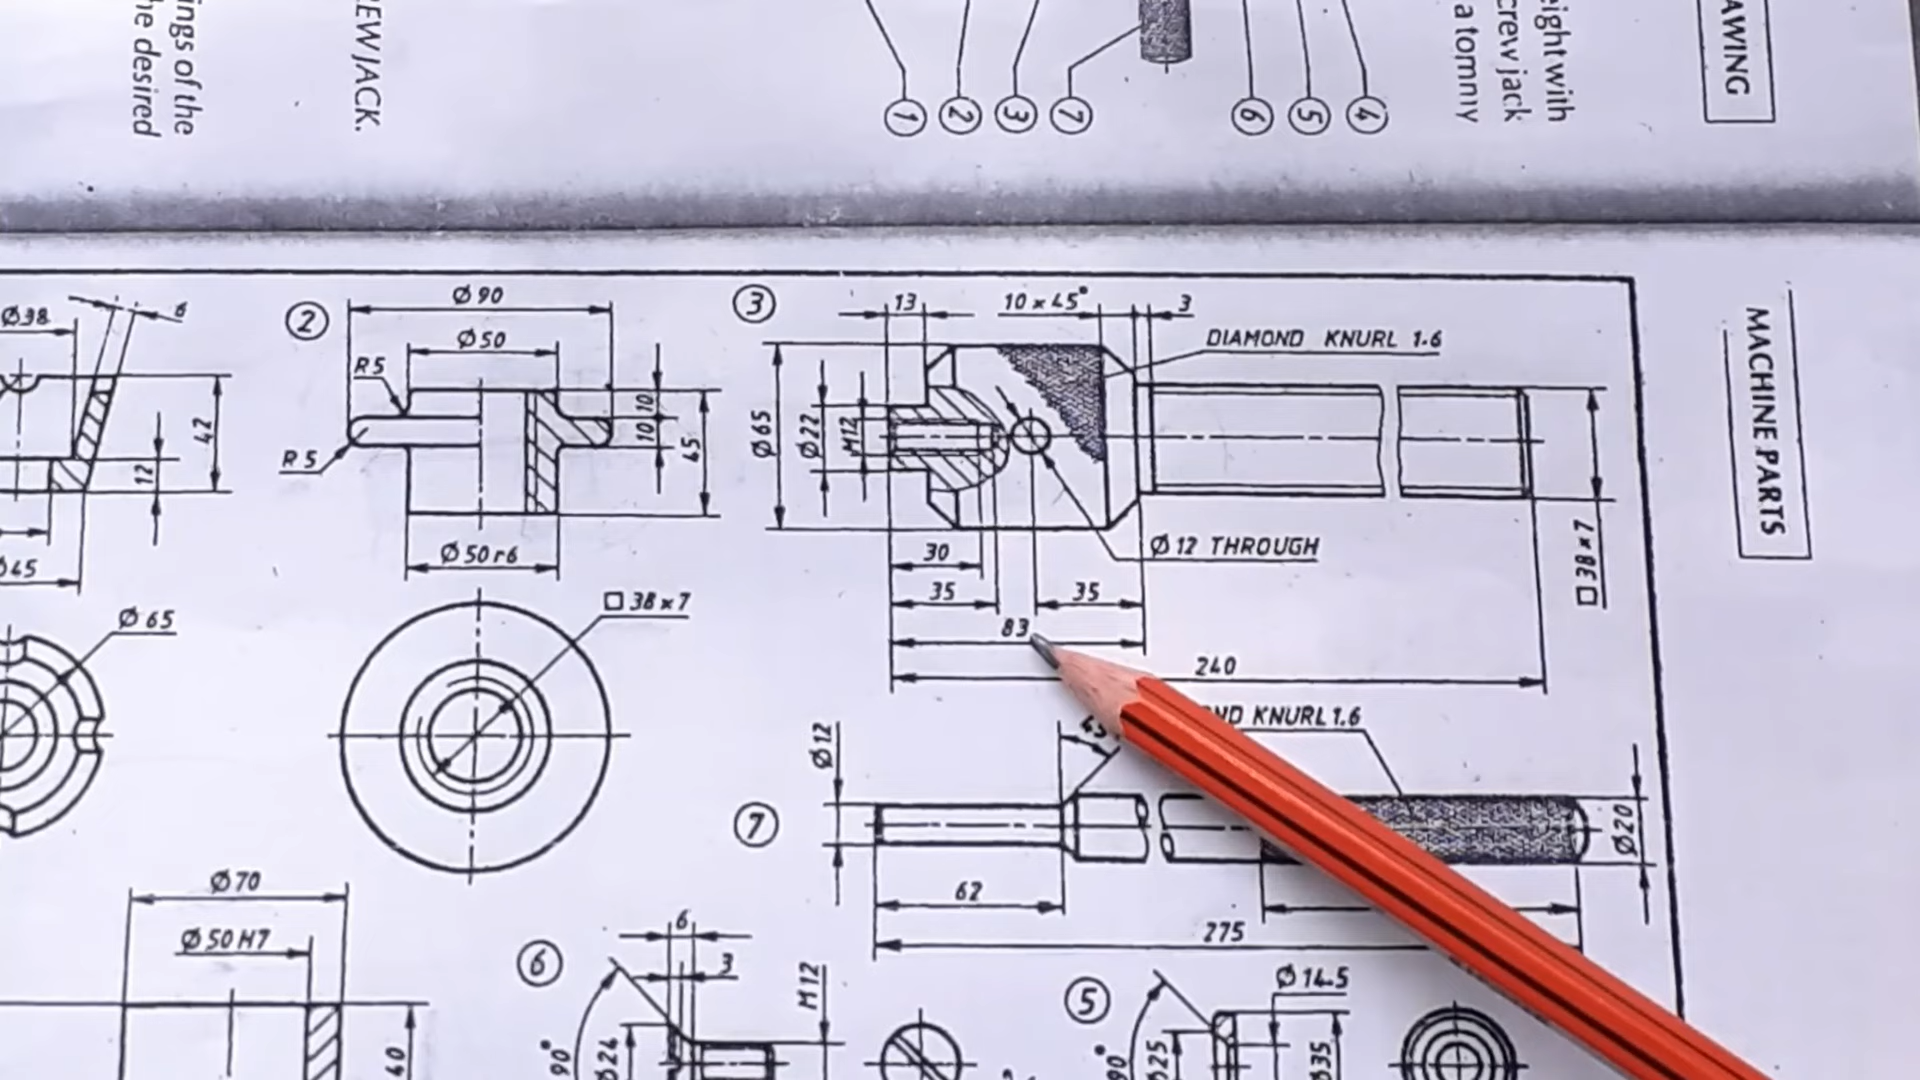 ings of the
he desired
EW JACK.
1
2
3
7
6
5
4
eight with
crew jack
a tommy
AWING
MACHINE PARTS
Ø38
6
42
12
Ø45
Ø65
2
Ø90
Ø50
R5
R5
10
10
45
Ø50 r6
□ 38 x 7
3
13
10 x 45°
3
DIAMOND KNURL 1.6
Ø65
Ø22
M12
Ø12 THROUGH
30
35
35
83
240
□ 38 x 7
7
Ø12
45°
ND KNURL 1.6
Ø20
62
275
Ø70
Ø50 H7
40
6
6
3
M12
90°
Ø24
5
Ø14.5
90°
Ø25
Ø35